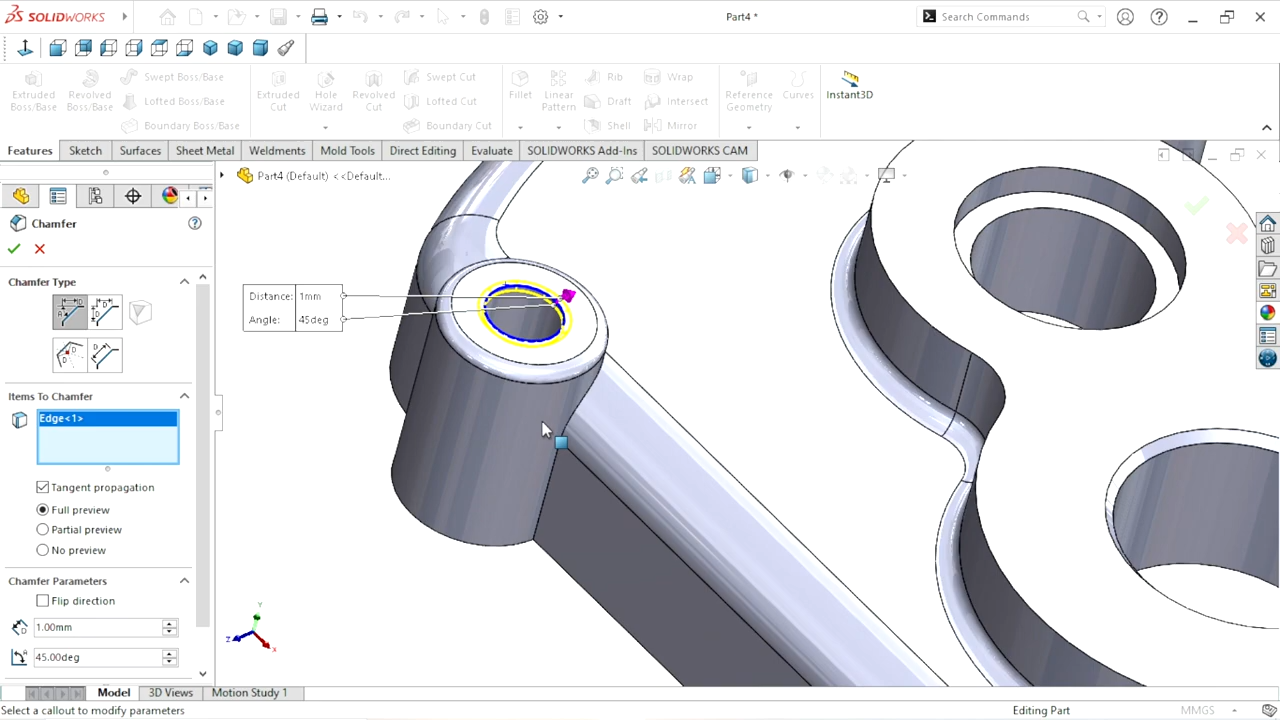 SOLIDWORKS
Part4 *
Search Commands
Extruded Boss/Base
Revolved Boss/Base
Swept Boss/Base
Lofted Boss/Base
Boundary Boss/Base
Extruded Cut
Hole Wizard
Revolved Cut
Swept Cut
Lofted Cut
Boundary Cut
Fillet
Linear Pattern
Rib
Draft
Shell
Wrap
Intersect
Mirror
Reference Geometry
Curves
Instant3D
Features
Sketch
Surfaces
Sheet Metal
Weldments
Mold Tools
Direct Editing
Evaluate
SOLIDWORKS Add-Ins
SOLIDWORKS CAM
Part4 (Default) <<Default...
Chamfer
Chamfer Type
Distance: 1mm
Angle: 45deg
Items To Chamfer
Edge<1>
Tangent propagation
Full preview
Partial preview
No preview
Chamfer Parameters
Flip direction
1.00mm
45.00deg
Y
Z
X
Model
3D Views
Motion Study 1
Select a callout to modify parameters
Editing Part
MMGS